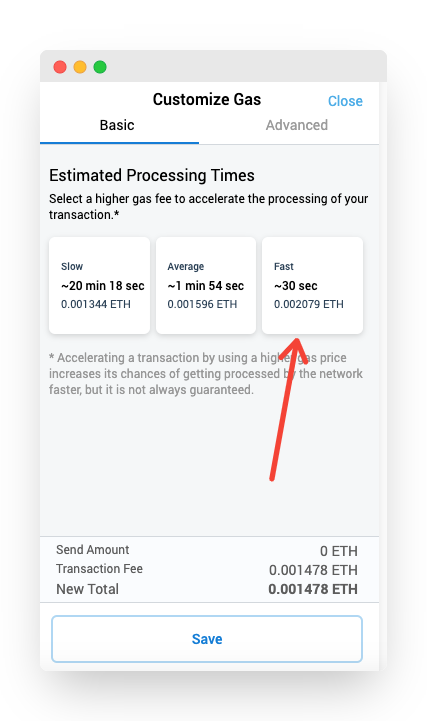 Customize Gas
Close
Basic
Advanced
Estimated Processing Times
Select a higher gas fee to accelerate the processing of your
transaction.*
Slow
~20 min 18 sec
0.001344 ETH
Average
~1 min 54 sec
0.001596 ETH
Fast
~30 sec
0.002079 ETH
* Accelerating a transaction by using a higher gas price
increases its chances of getting processed by the network
faster, but it is not always guaranteed.
Send Amount 0 ETH
Transaction Fee 0.001478 ETH
New Total 0.001478 ETH
Save